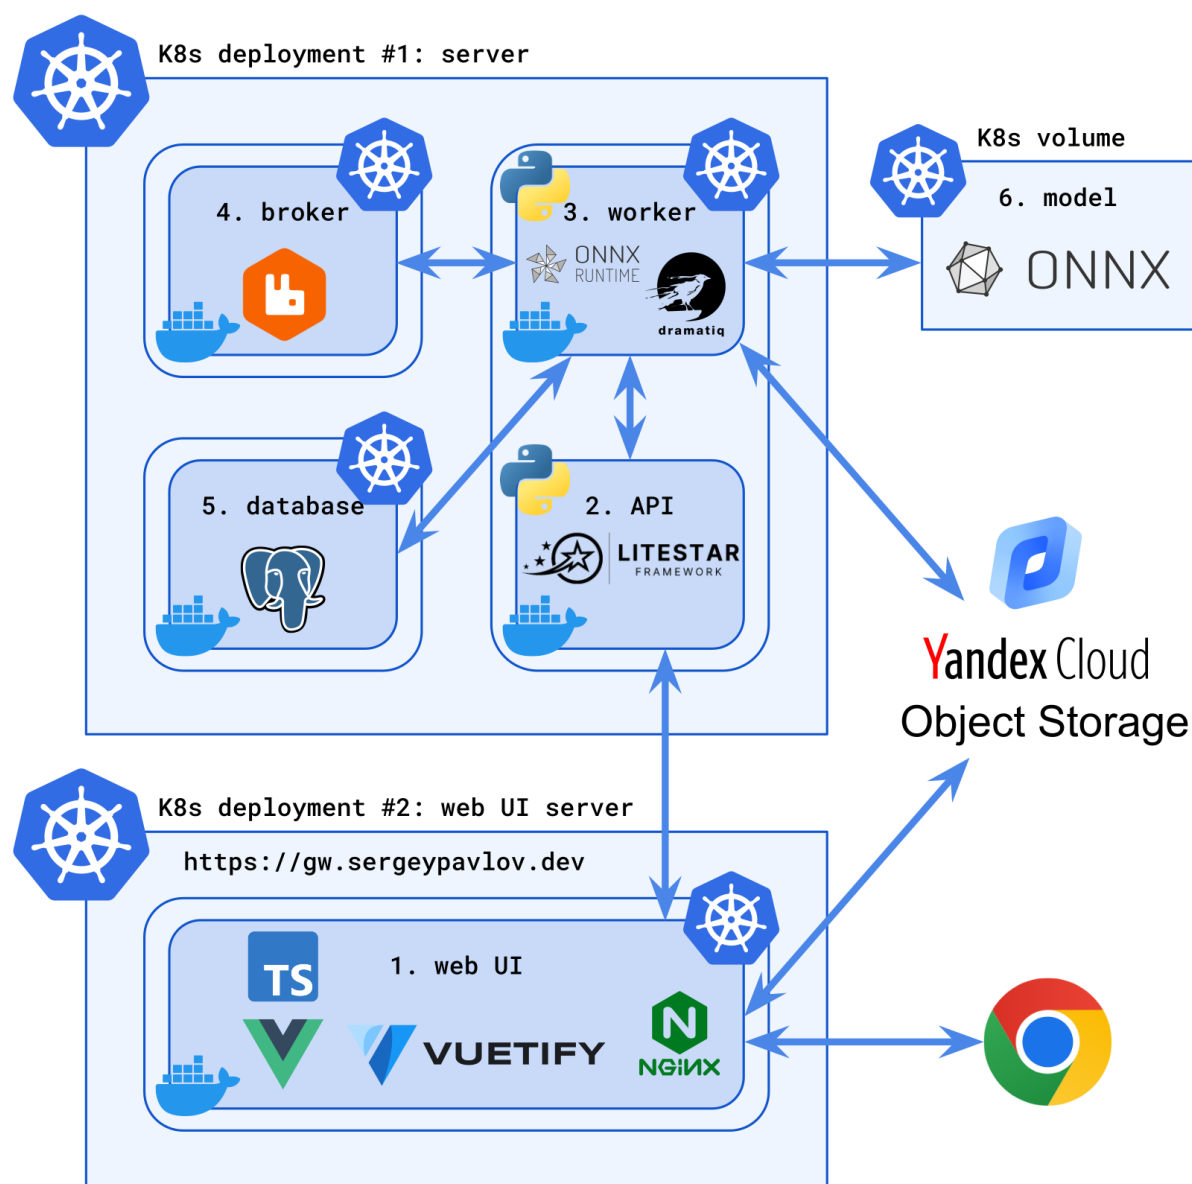 K8s deployment #1: server
K8s volume
4. broker
3. worker
6. model
ONNX
RUNTIME
ONNX
dramatiq
5. database
2. API
LITESTAR
FRAMEWORK
Yandex Cloud
Object Storage
K8s deployment #2: web UI server
https://gw.sergeypavlov.dev
TS
1. web UI
N
VUETIFY
NGiNX